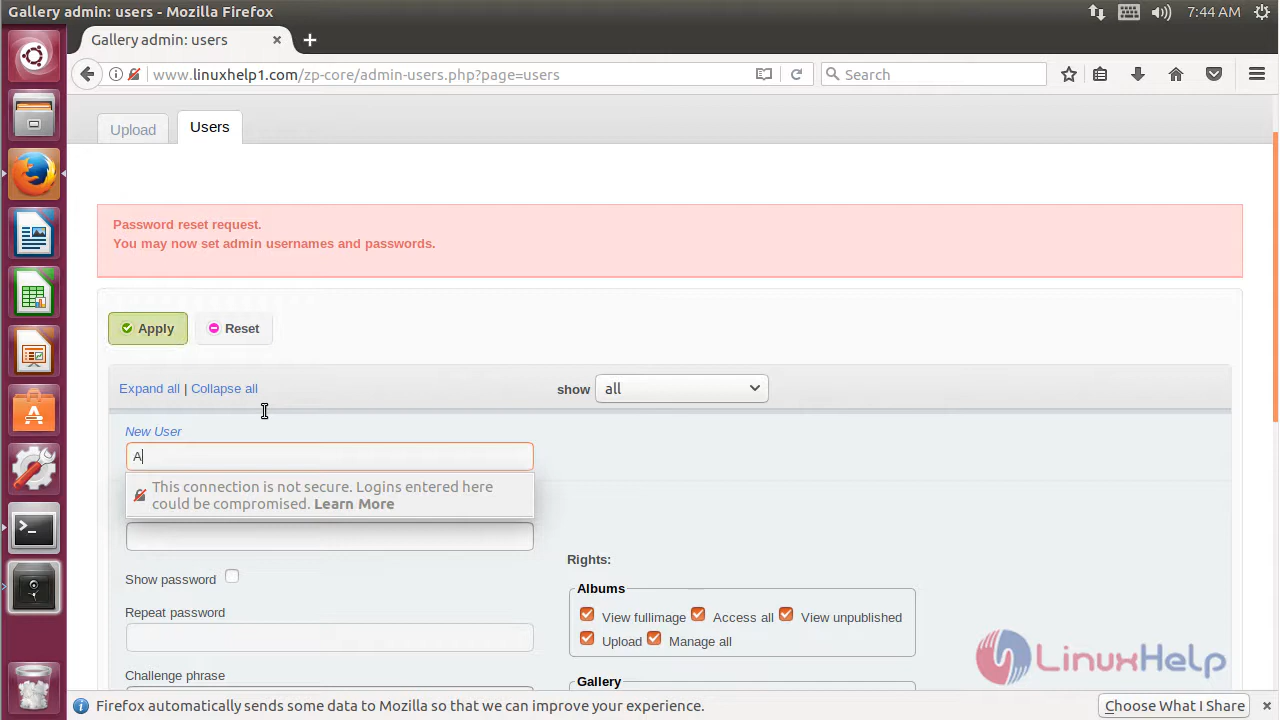 Gallery admin: users - Mozilla Firefox
7:44 AM
Gallery admin: users
www.linuxhelp1.com/zp-core/admin-users.php?page=users
Search
Upload
Users
Password reset request.
You may now set admin usernames and passwords.
Apply
Reset
Expand all | Collapse all
show
all
New User
A
This connection is not secure. Logins entered here
could be compromised. Learn More
Show password
Repeat password
Challenge phrase
Rights:
Albums
View fullimage
Access all
View unpublished
Upload
Manage all
Gallery
LinuxHelp
Firefox automatically sends some data to Mozilla so that we can improve your experience.
Choose What I Share